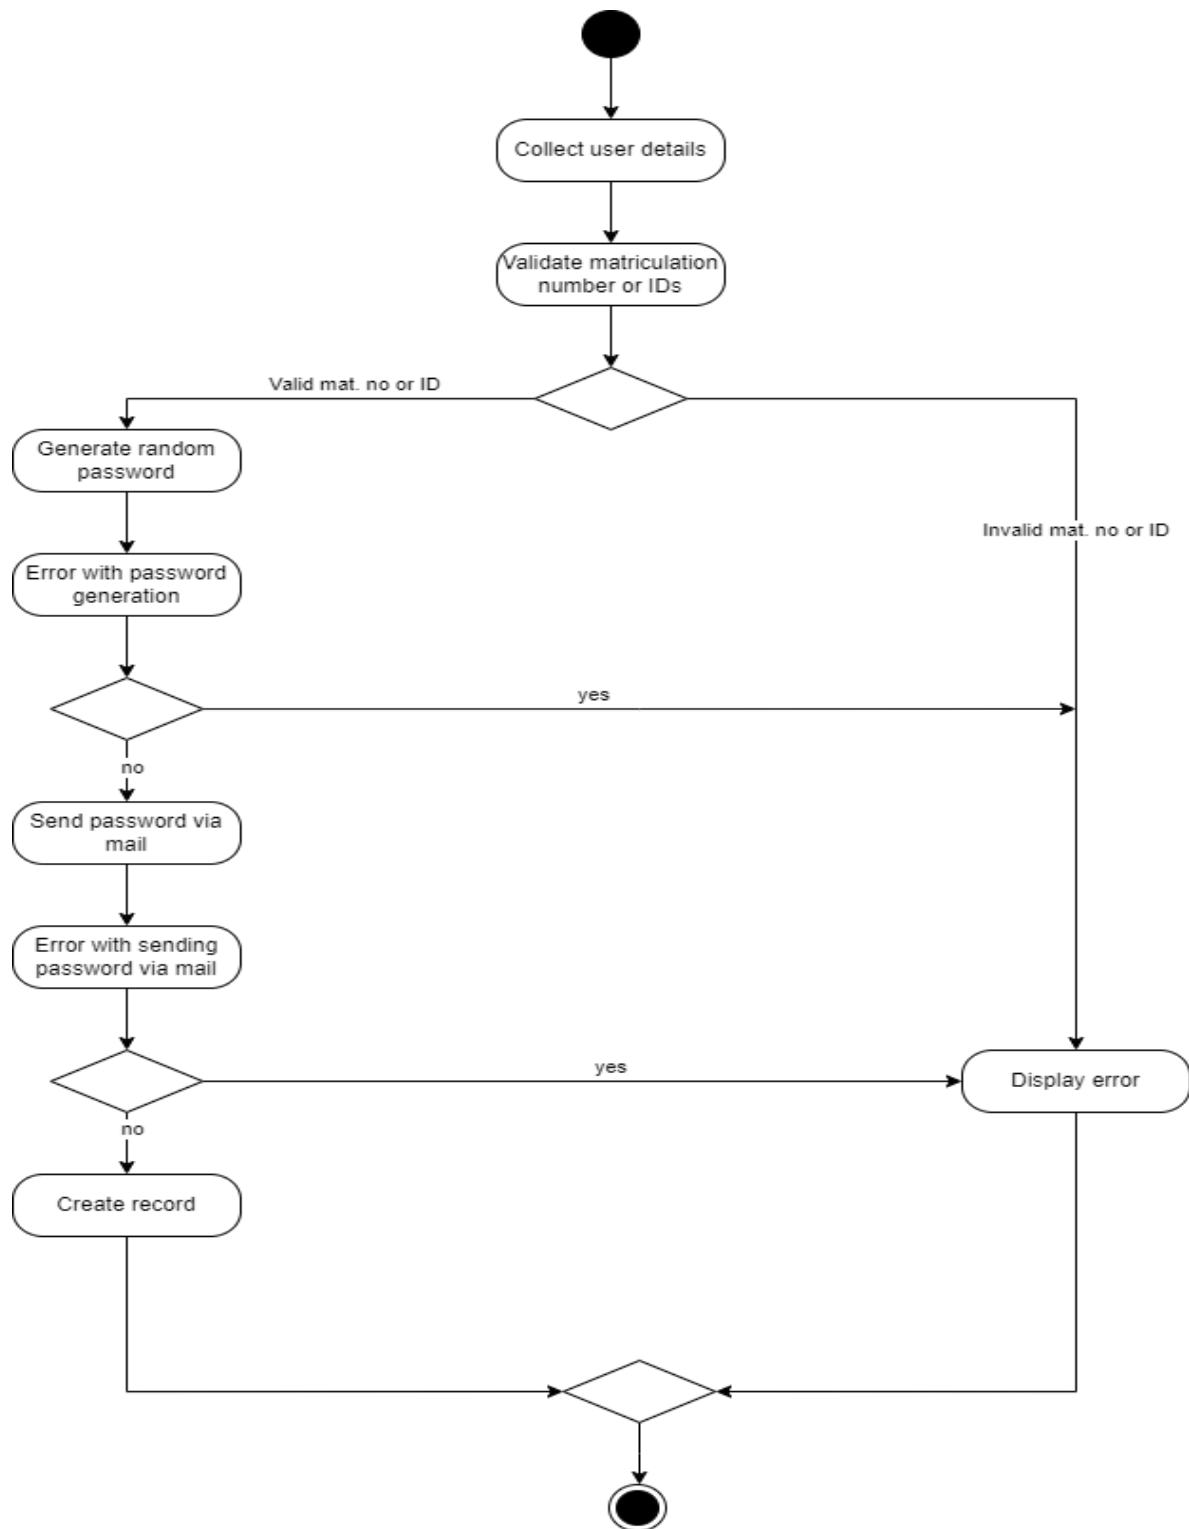 Collect user details
Validate matriculation
number or IDs
Valid mat. no or ID
Generate random
password
Invalid mat. no or ID
Error with password
generation
yes
no
Send password via
mail
Error with sending
password via mail
yes
Display error
no
Create record